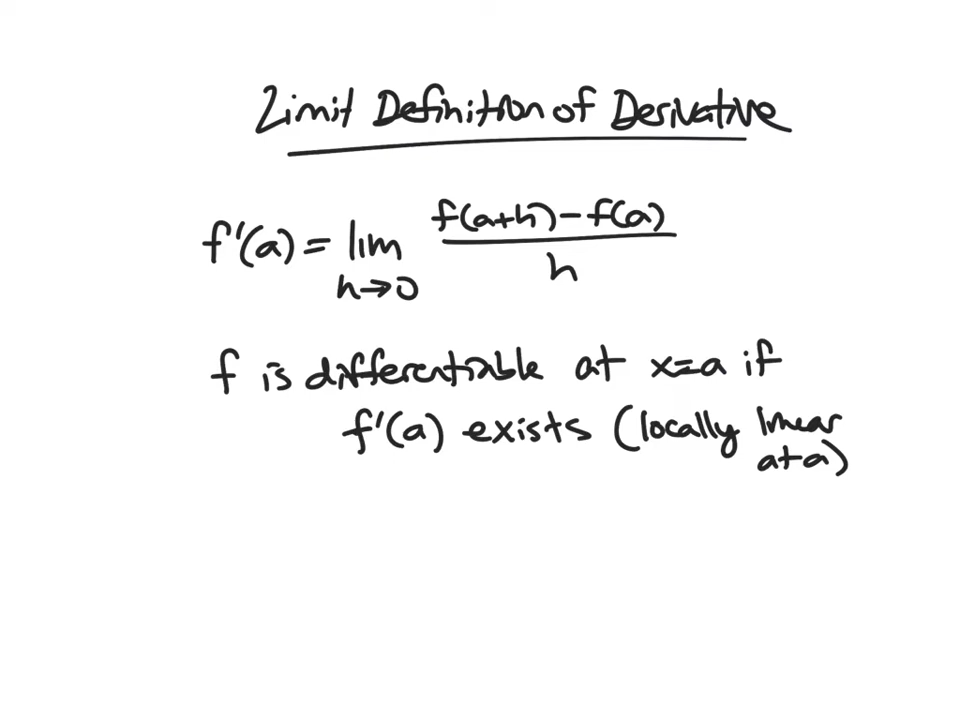 Limit Definition of Derivative
f'(a) = lim h→0 f(a+h) - f(a) / h
f is differentiable at x=a if
f'(a) exists (locally linear
at a)